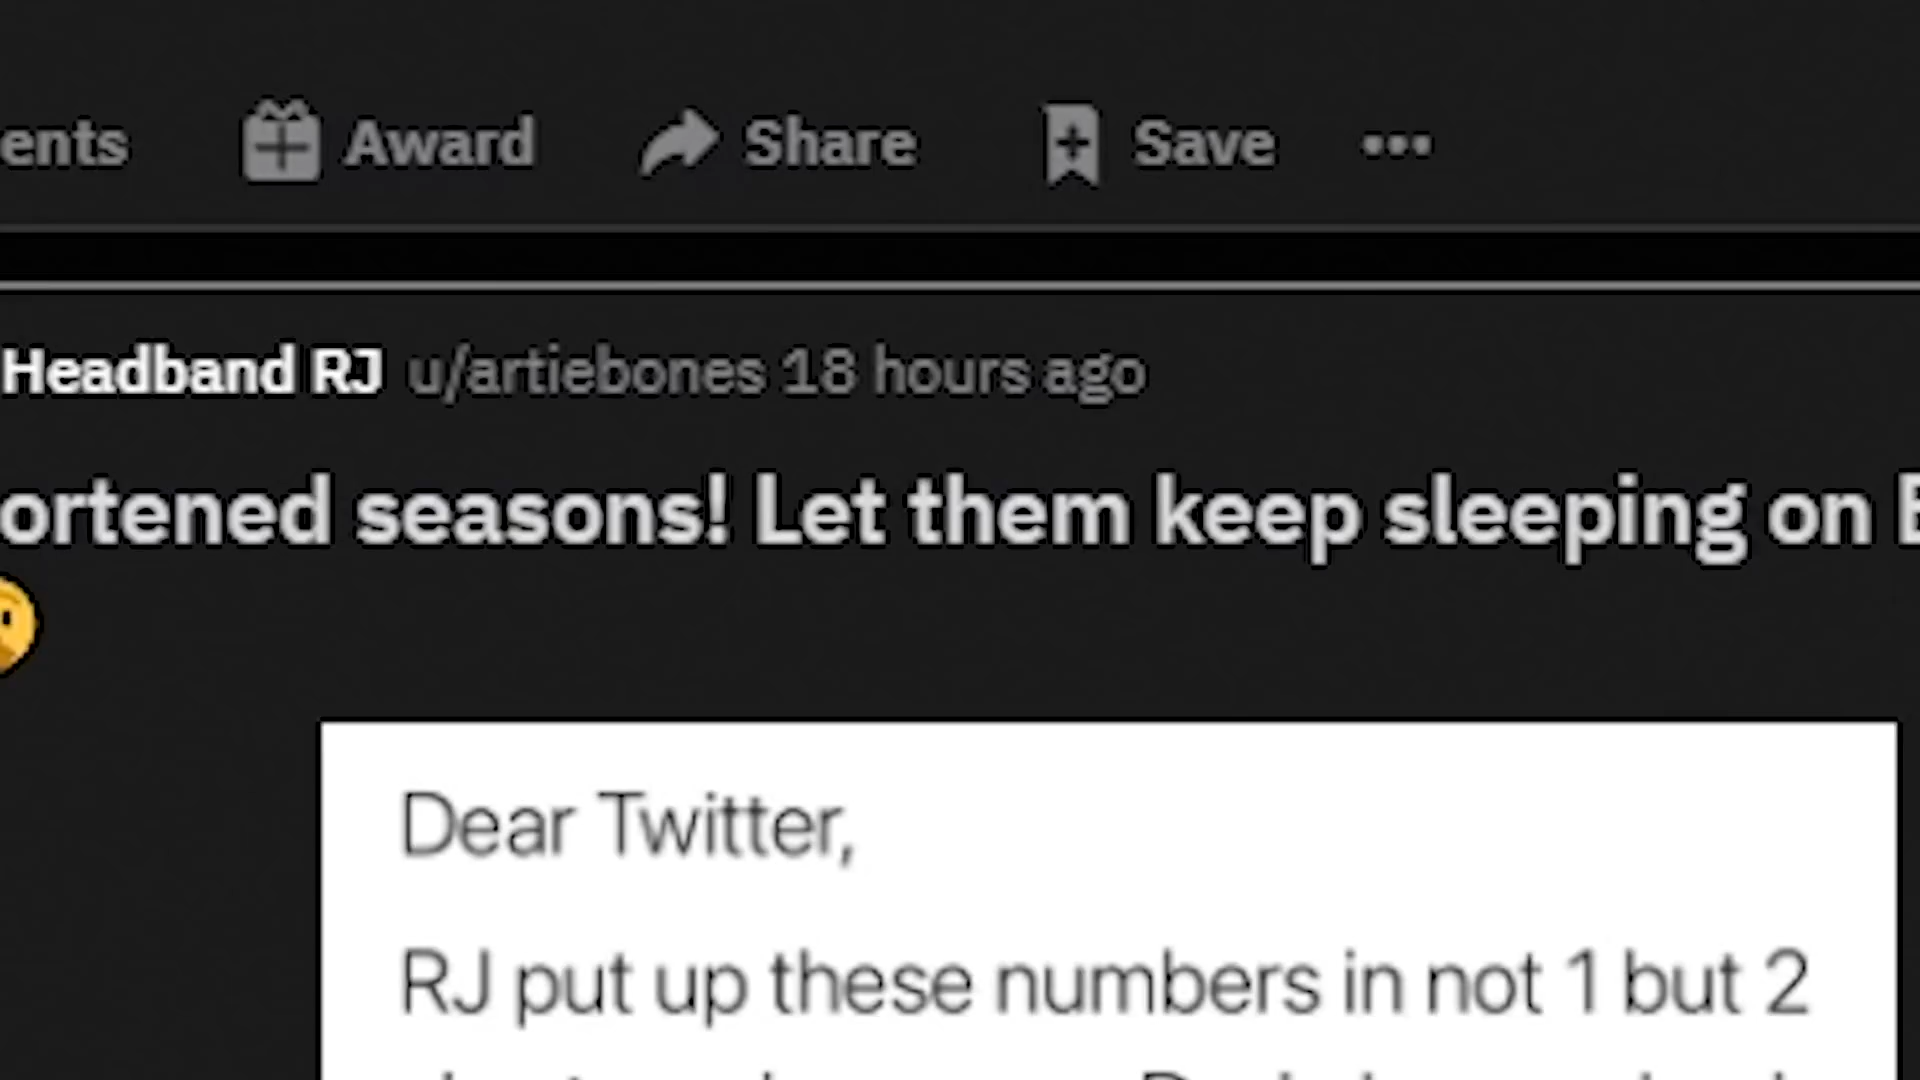 ents Award Share Save
Headband RJ u/artiebones 18 hours ago
ortened seasons! Let them keep sleeping on
Dear Twitter,
RJ put up these numbers in not 1 but 2